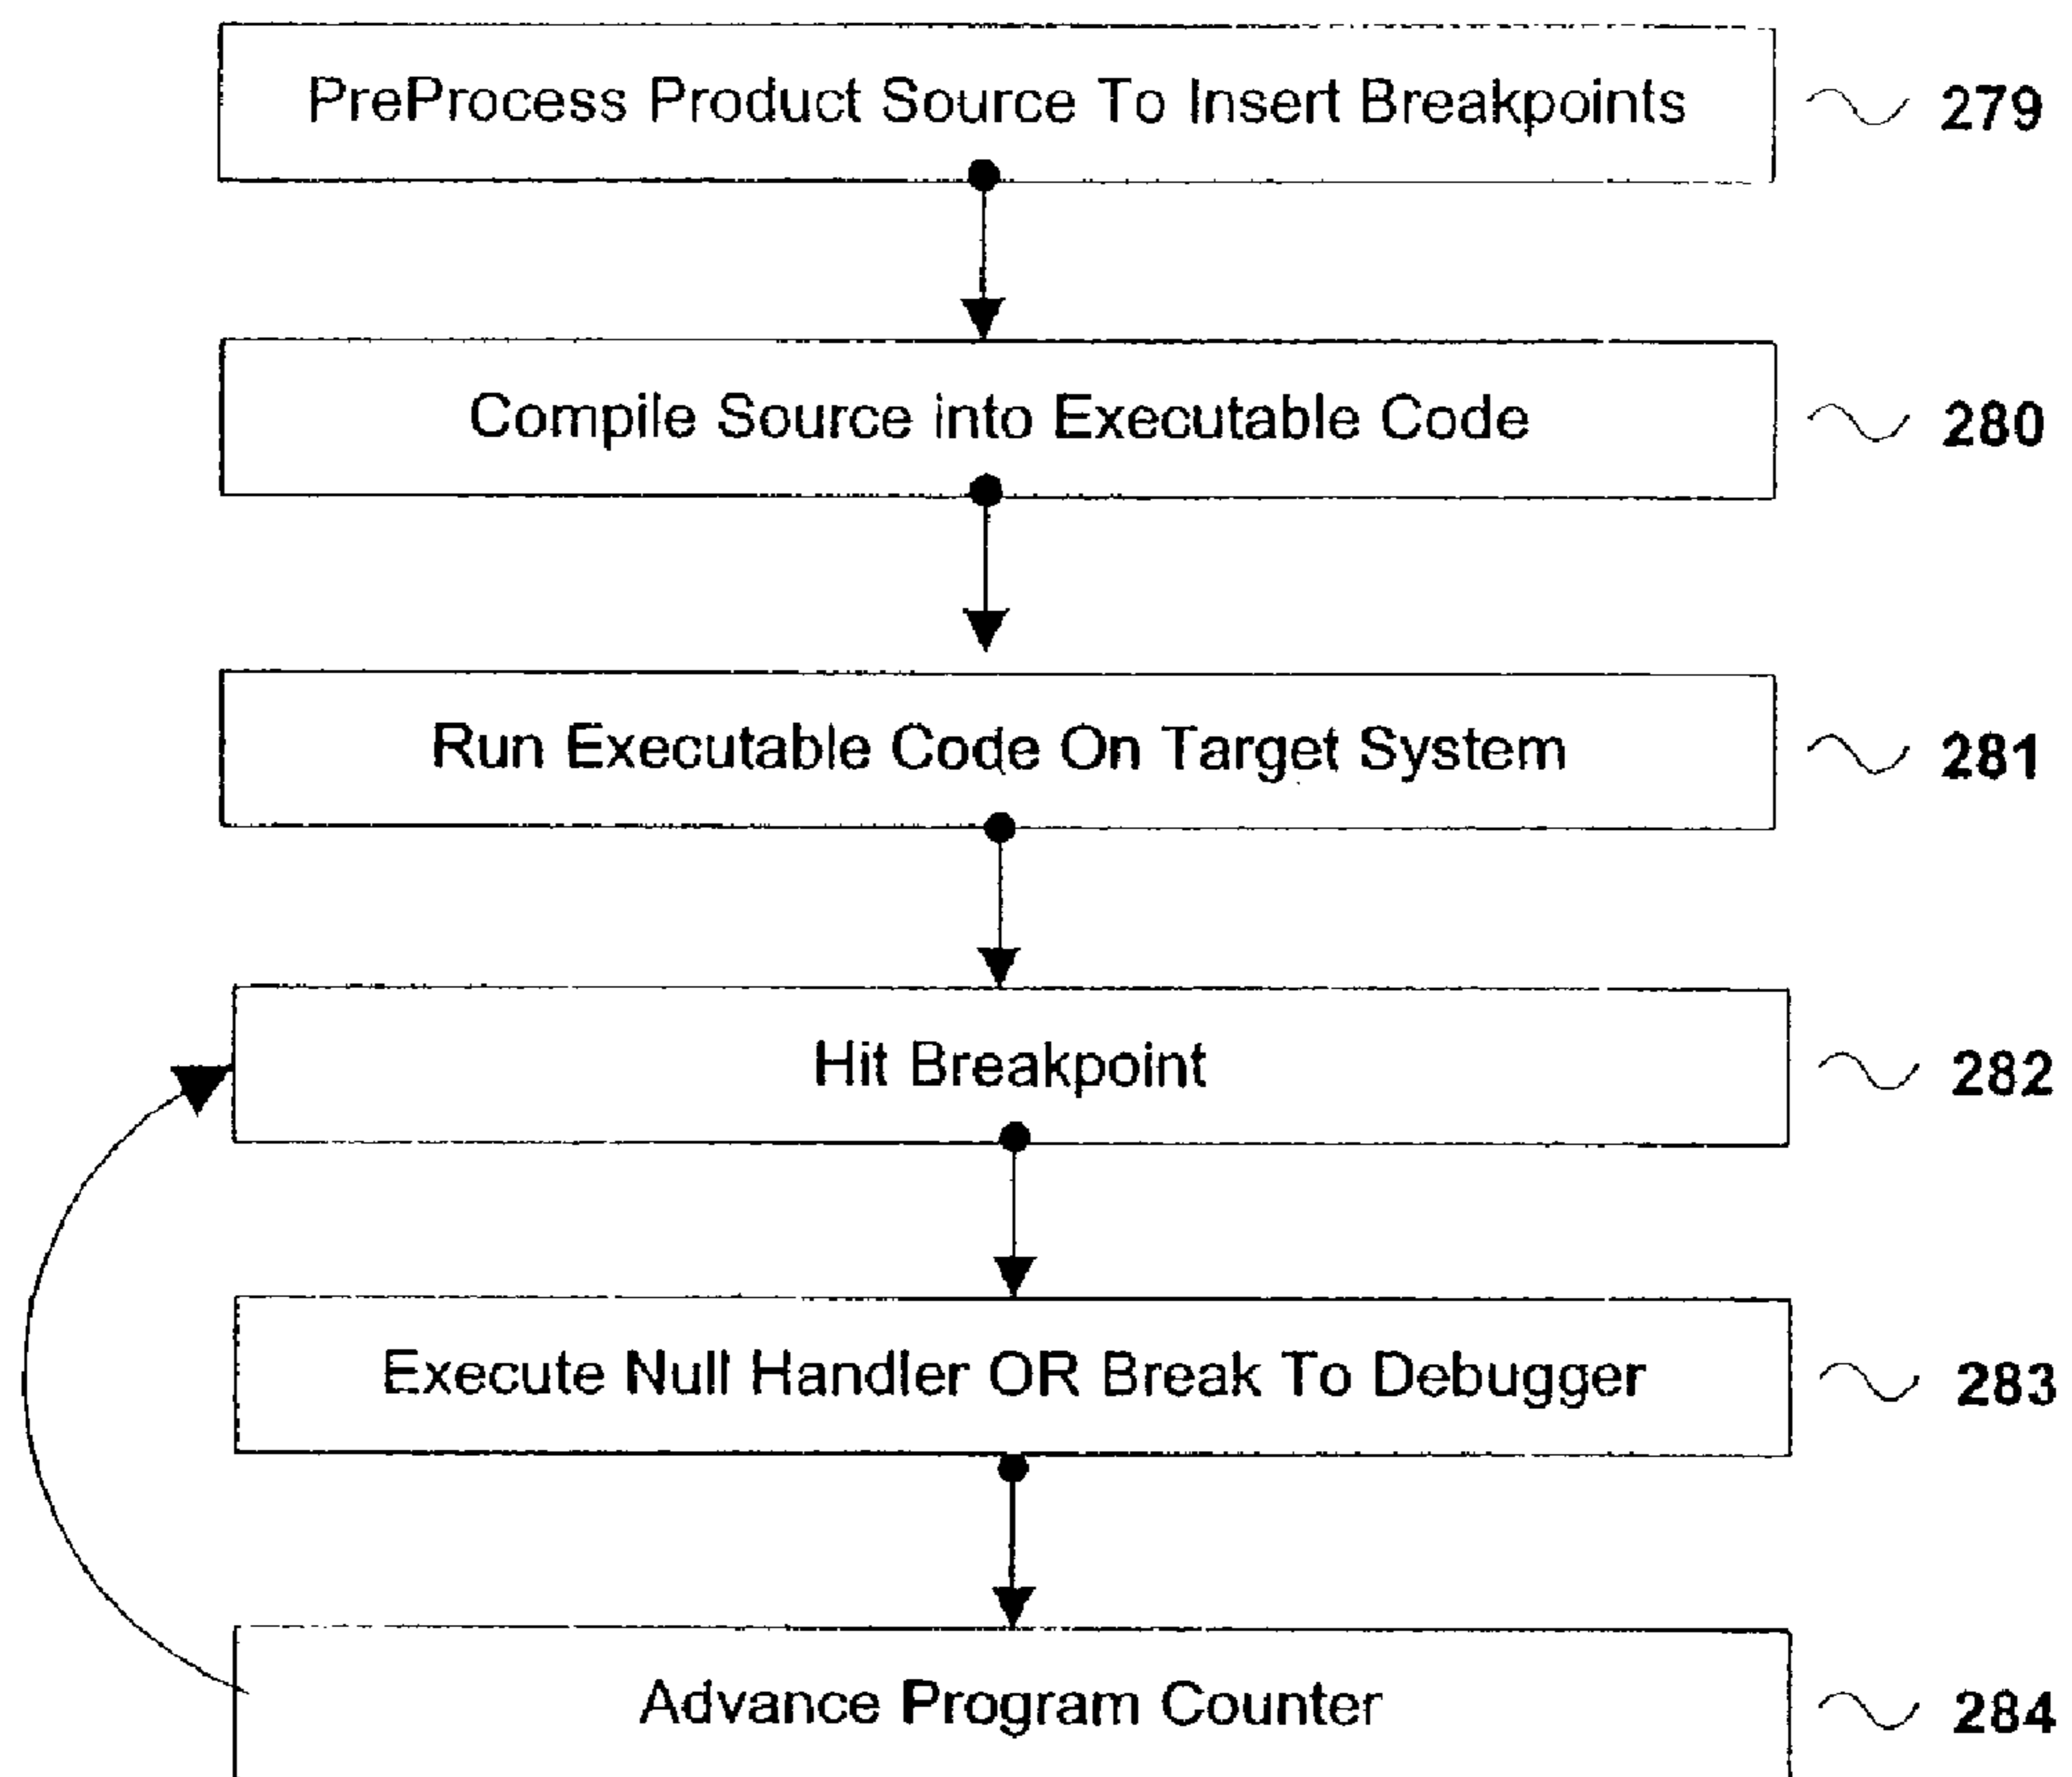 PreProcess Product Source To Insert Breakpoints 279
Compile Source into Executable Code 280
Run Executable Code On Target System 281
Hit Breakpoint 282
Execute Null Handler OR Break To Debugger 283
Advance Program Counter 284